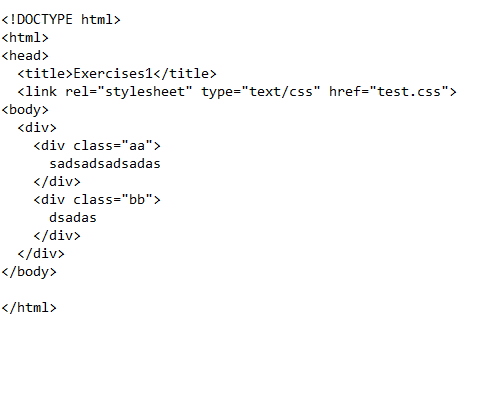 <!DOCTYPE html>
<html>
<head>
  <title>Exercises1</title>
  <link rel="stylesheet" type="text/css" href="test.css">
<body>
  <div>
    <div class="aa">
      sadsadsadsadas
    </div>
    <div class="bb">
      dsadas
    </div>
  </div>
</body>

</html>